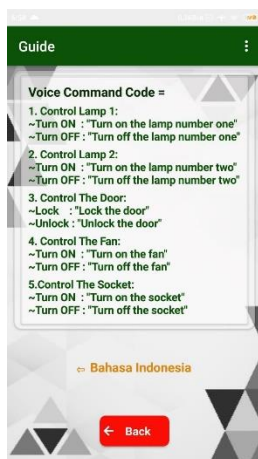 Guide
Voice Command Code =
1. Control Lamp 1:
~Turn ON : "Turn on the lamp number one"
~Turn OFF : "Turn off the lamp number one"
2. Control Lamp 2:
~Turn ON : "Turn on the lamp number two"
~Turn OFF : "Turn off the lamp number two"
3. Control The Door:
~Lock : "Lock the door"
~Unlock : "Unlock the door"
4. Control The Fan:
~Turn ON : "Turn on the fan"
~Turn OFF : "Turn off the fan"
5.Control The Socket:
~Turn ON : "Turn on the socket"
~Turn OFF : "Turn off the socket"
⇦ Bahasa Indonesia
← Back